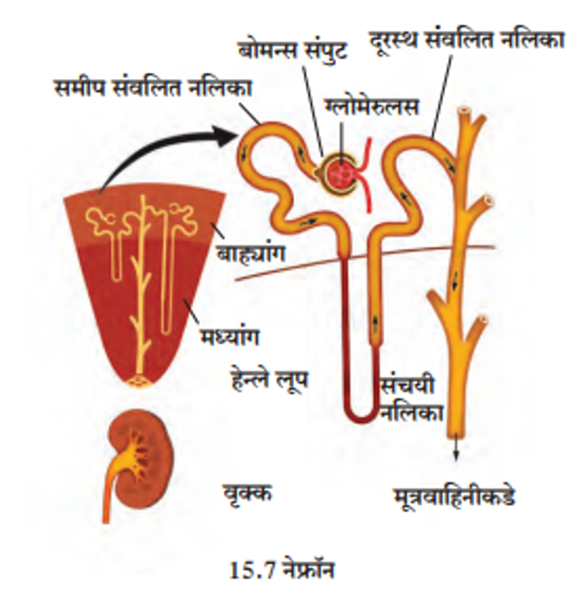 बोमन्स संपुट
दूरस्थ संवलित नलिका
समीप संवलित नलिका
ग्लोमेरुलस
बाह्यांग
मध्यांग
हेन्ले लूप
संचयी
नलिका
वृक्क
मूत्रवाहिनीकडे
15.7 नेफ्रॉन